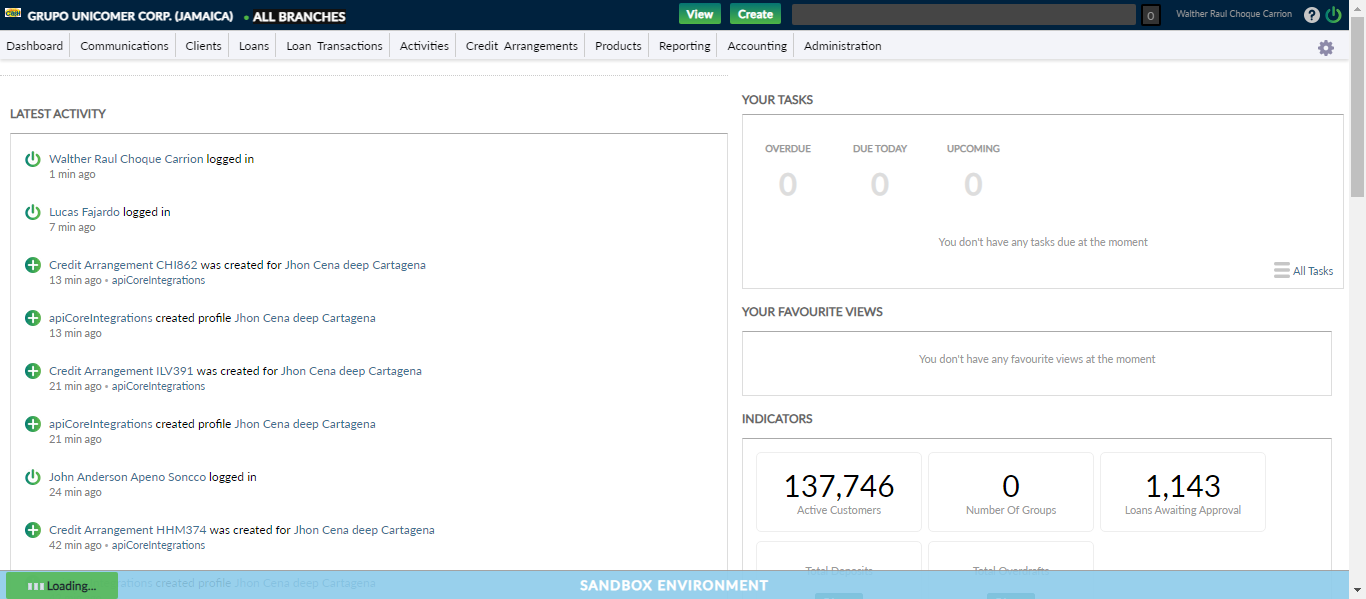 GRUPO UNICOMER CORP. (JAMAICA) • ALL BRANCHES
View Create 0 Walther Raul Choque Carrion ?
Dashboard Communications Clients Loans Loan Transactions Activities Credit Arrangements Products Reporting Accounting Administration
LATEST ACTIVITY
Walther Raul Choque Carrion logged in
1 min ago
Lucas Fajardo logged in
7 min ago
Credit Arrangement CHI862 was created for Jhon Cena deep Cartagena
13 min ago • apiCoreIntegrations
apiCoreIntegrations created profile Jhon Cena deep Cartagena
13 min ago
Credit Arrangement ILV391 was created for Jhon Cena deep Cartagena
21 min ago • apiCoreIntegrations
apiCoreIntegrations created profile Jhon Cena deep Cartagena
21 min ago
John Anderson Apeno Soncco logged in
24 min ago
Credit Arrangement HHM374 was created for Jhon Cena deep Cartagena
42 min ago • apiCoreIntegrations
created profile Jhon Cena deep Cartagena
YOUR TASKS
OVERDUE DUE TODAY UPCOMING
0 0 0
You don't have any tasks due at the moment
All Tasks
YOUR FAVOURITE VIEWS
You don't have any favourite views at the moment
INDICATORS
137,746 0 1,143
Active Customers Number Of Groups Loans Awaiting Approval
Total Deposits Total Overdrafts
Loading... SANDBOX ENVIRONMENT